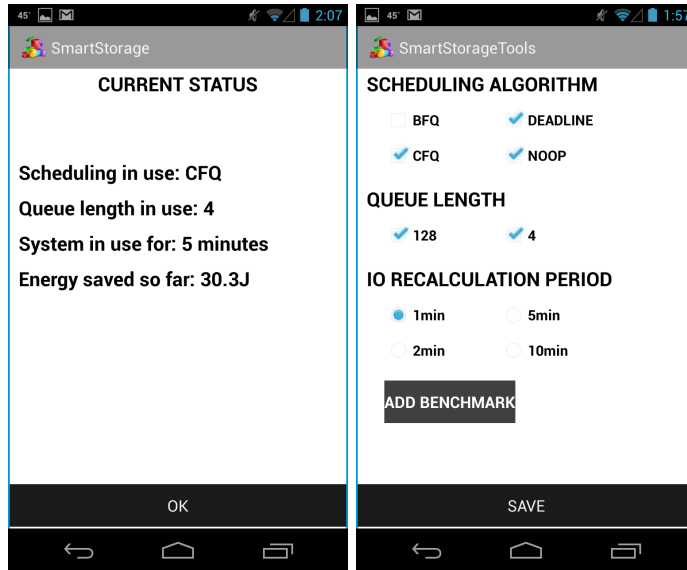 45°
2:07
SmartStorage
CURRENT STATUS
Scheduling in use: CFQ
Queue length in use: 4
System in use for: 5 minutes
Energy saved so far: 30.3J
OK
45°
1:57
SmartStorageTools
SCHEDULING ALGORITHM
BFQ DEADLINE
CFQ NOOP
QUEUE LENGTH
128 4
IO RECALCULATION PERIOD
1min 5min
2min 10min
ADD BENCHMARK
SAVE